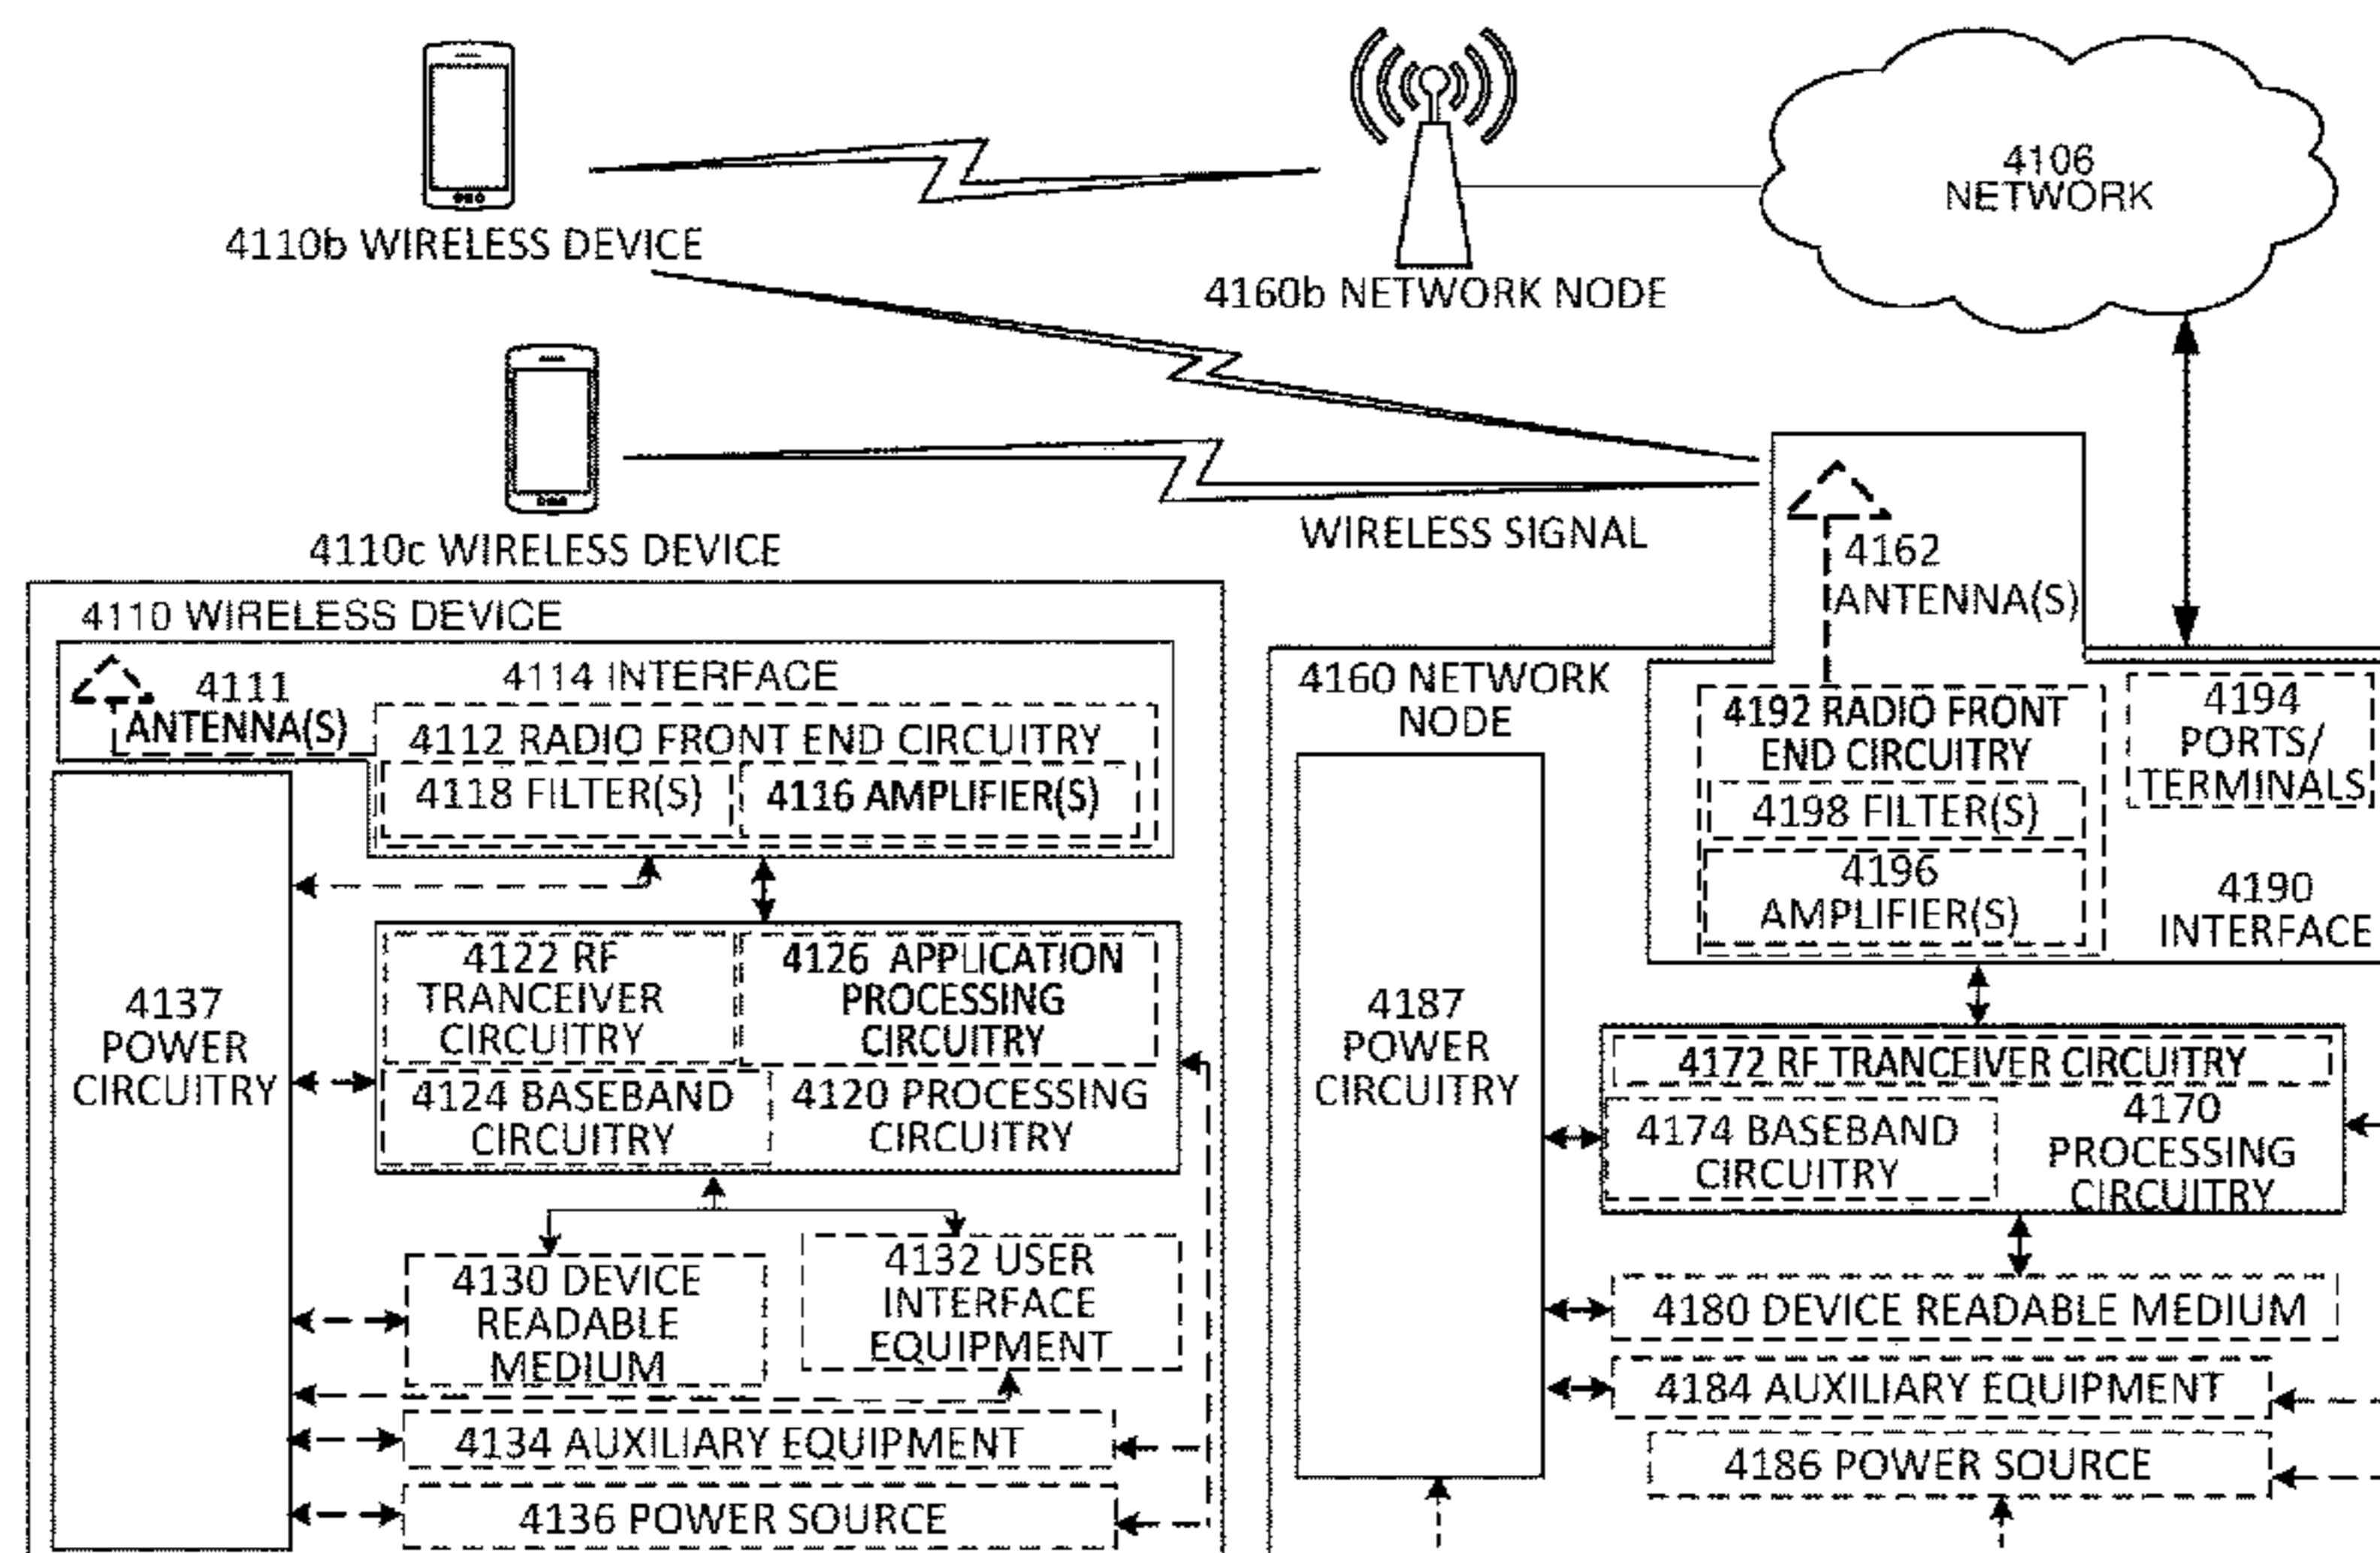 4106
NETWORK
4110b WIRELESS DEVICE
4160b NETWORK NODE
WIRELESS SIGNAL
4110c WIRELESS DEVICE
4162
ANTENNA(S)
4110 WIRELESS DEVICE
4114 INTERFACE
4111
ANTENNA(S)
4112 RADIO FRONT END CIRCUITRY
4118 FILTER(S)
4116 AMPLIFIER(S)
4137
POWER
CIRCUITRY
4122 RF
TRANCEIVER
CIRCUITRY
4126 APPLICATION
PROCESSING
CIRCUITRY
4124 BASEBAND
CIRCUITRY
4120 PROCESSING
CIRCUITRY
4130 DEVICE
READABLE
MEDIUM
4132 USER
INTERFACE
EQUIPMENT
4134 AUXILIARY EQUIPMENT
4136 POWER SOURCE
4160 NETWORK
NODE
4192 RADIO FRONT
END CIRCUITRY
4198 FILTER(S)
4196
AMPLIFIER(S)
4194
PORTS/
TERMINALS
4190
INTERFACE
4187
POWER
CIRCUITRY
4172 RF TRANCEIVER CIRCUITRY
4174 BASEBAND
CIRCUITRY
4170
PROCESSING
CIRCUITRY
4180 DEVICE READABLE MEDIUM
4184 AUXILIARY EQUIPMENT
4186 POWER SOURCE